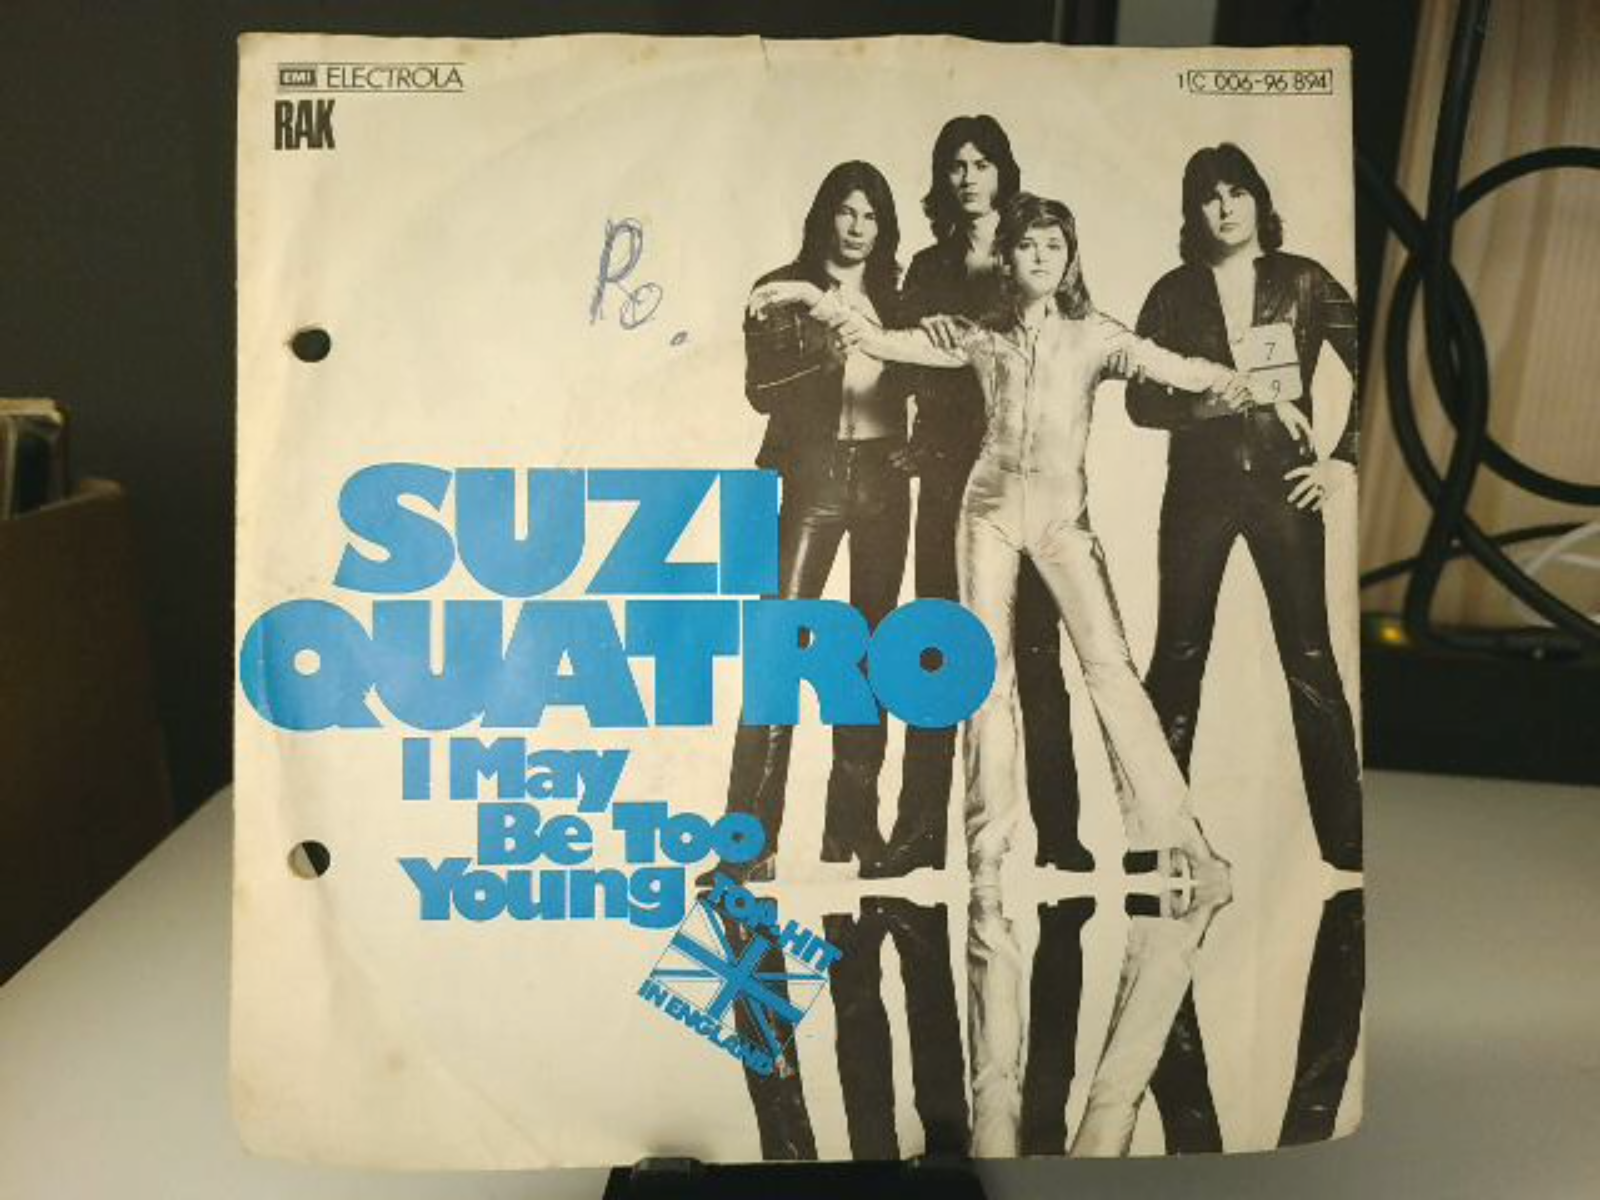 EMI ELECTROLA
1C 006-96 894
RAK
Ro.
7
9
SUZI
QUATRO
I May
Be Too
Young
TOP-HIT
IN ENGLAND